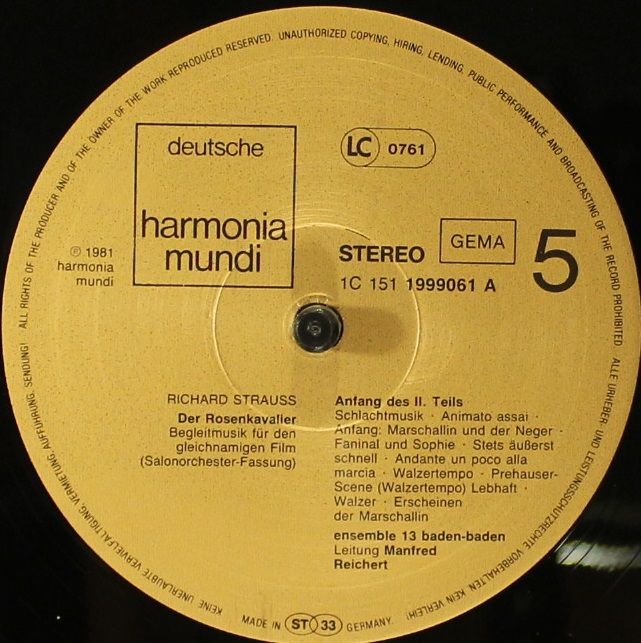 ALL RIGHTS OF THE PRODUCER AND OF THE OWNER OF THE WORK REPRODUCED RESERVED. UNAUTHORIZED COPYING, HIRING, LENDING, PUBLIC PERFORMANCE AND BROADCASTING OF THE RECORD PROHIBITED. ALLE URHEBER- UND LEISTUNGSSCHUTZRECHTE VORBEHALTEN. KEIN VERLEIH! KEINE UNERLAUBTE VERVIELFÄLTIGUNG, VERMIETUNG, AUFFÜHRUNG, SENDUNG!
deutsche
harmonia
mundi
LC 0761
℗ 1981
harmonia
mundi
STEREO
GEMA
5
1C 151 1999061 A
RICHARD STRAUSS
Der Rosenkavalier
Begleitmusik für den
gleichnamigen Film
(Salonorchester-Fassung)
Anfang des II. Teils
Schlachtmusik · Animato assai ·
Anfang: Marschallin und der Neger ·
Faninal und Sophie · Stets äußerst
schnell · Andante un poco alla
marcia · Walzertempo · Prehauser-
Scene (Walzertempo) Lebhaft ·
Walzer · Erscheinen
der Marschallin
ensemble 13 baden-baden
Leitung Manfred
Reichert
MADE IN GERMANY.
ST 33